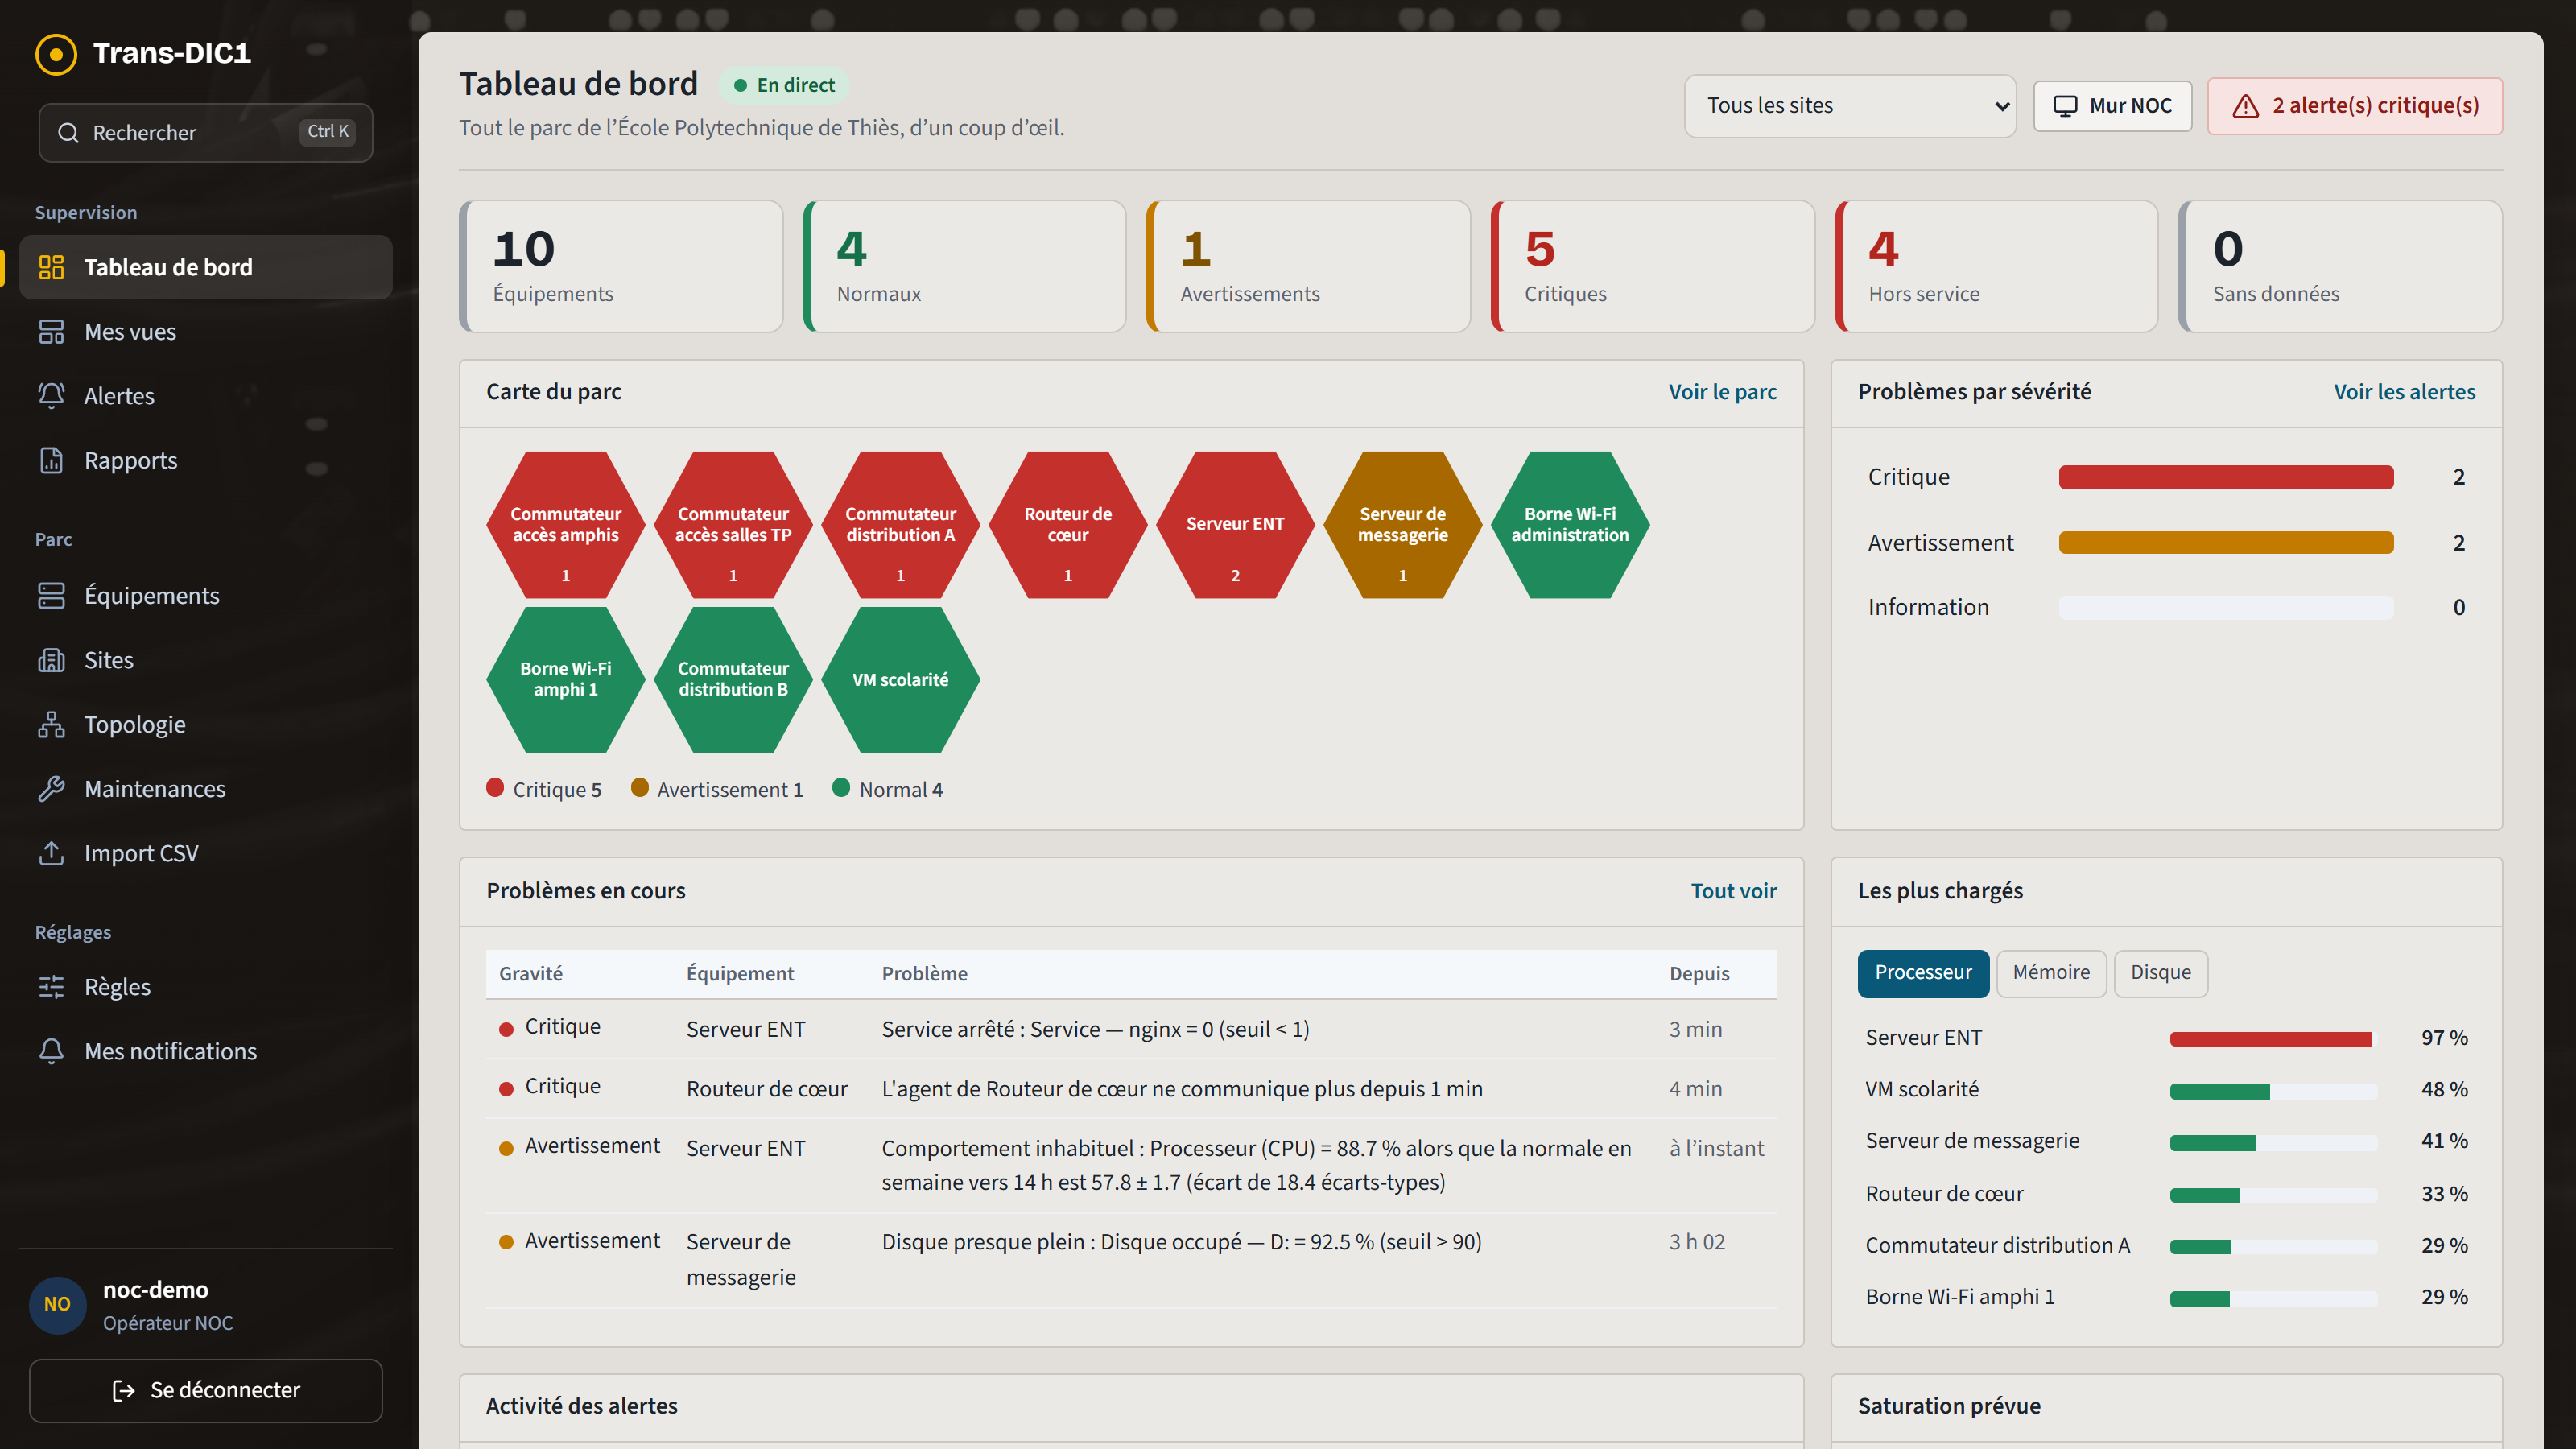 Trans-DIC1
Rechercher
Ctrl K
Supervision
Tableau de bord
Mes vues
Alertes
Rapports
Parc
Équipements
Sites
Topologie
Maintenances
Import CSV
Réglages
Règles
Mes notifications
NO
noc-demo
Opérateur NOC
Se déconnecter
Tableau de bord
En direct
Tout le parc de l’École Polytechnique de Thiès, d’un coup d’œil.
Tous les sites
Mur NOC
2 alerte(s) critique(s)
10
Équipements
4
Normaux
1
Avertissements
5
Critiques
4
Hors service
0
Sans données
Carte du parc
Voir le parc
Commutateur
accès amphis
1
Commutateur
accès salles TP
1
Commutateur
distribution A
1
Routeur de
cœur
1
Serveur ENT
2
Serveur de
messagerie
1
Borne Wi-Fi
administration
Borne Wi-Fi
amphi 1
Commutateur
distribution B
VM scolarité
Critique 5
Avertissement 1
Normal 4
Problèmes par sévérité
Voir les alertes
Critique 2
Avertissement 2
Information 0
Problèmes en cours
Tout voir
Gravité Équipement Problème Depuis
Critique Serveur ENT Service arrêté : Service — nginx = 0 (seuil < 1) 3 min
Critique Routeur de cœur L'agent de Routeur de cœur ne communique plus depuis 1 min 4 min
Avertissement Serveur ENT Comportement inhabituel : Processeur (CPU) = 88.7 % alors que la normale en à l’instant
semaine vers 14 h est 57.8 ± 1.7 (écart de 18.4 écarts-types)
Avertissement Serveur de Disque presque plein : Disque occupé — D: = 92.5 % (seuil > 90) 3 h 02
messagerie
Les plus chargés
Processeur
Mémoire
Disque
Serveur ENT 97 %
VM scolarité 48 %
Serveur de messagerie 41 %
Routeur de cœur 33 %
Commutateur distribution A 29 %
Borne Wi-Fi amphi 1 29 %
Activité des alertes
Saturation prévue